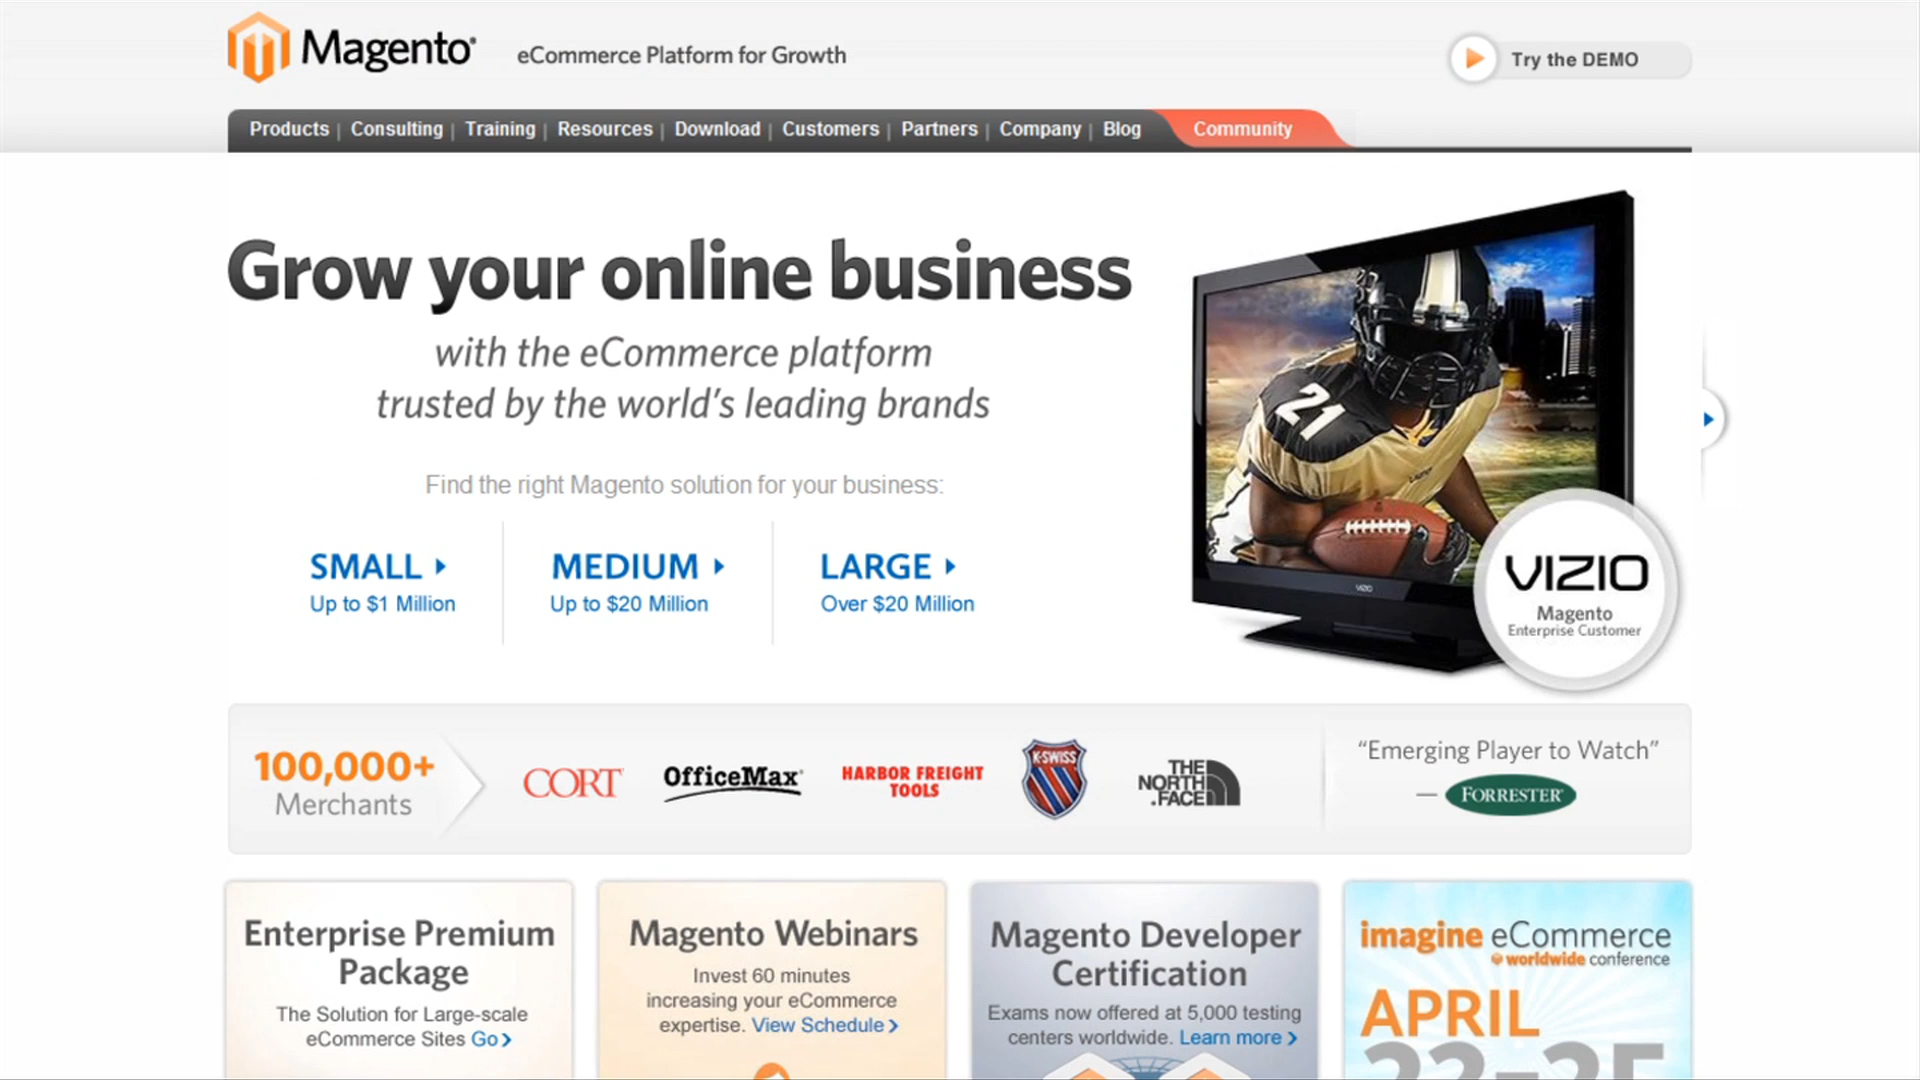 Magento®
eCommerce Platform for Growth
Try the DEMO
Products | Consulting | Training | Resources | Download | Customers | Partners | Company | Blog
Community
Grow your online business
with the eCommerce platform
trusted by the world's leading brands
Find the right Magento solution for your business:
SMALL
Up to $1 Million
MEDIUM
Up to $20 Million
LARGE
Over $20 Million
21
VIZIO
VIZIO
Magento
Enterprise Customer
100,000+
Merchants
CORT
OfficeMax®
HARBOR FREIGHT
TOOLS
K·SWISS
THE
NORTH
FACE
“Emerging Player to Watch”
— FORRESTER®
Enterprise Premium
Package
The Solution for Large-scale
eCommerce Sites Go
Magento Webinars
Invest 60 minutes
increasing your eCommerce
expertise. View Schedule
Magento Developer
Certification
Exams now offered at 5,000 testing
centers worldwide. Learn more
imagine eCommerce
worldwide conference
APRIL
23-25